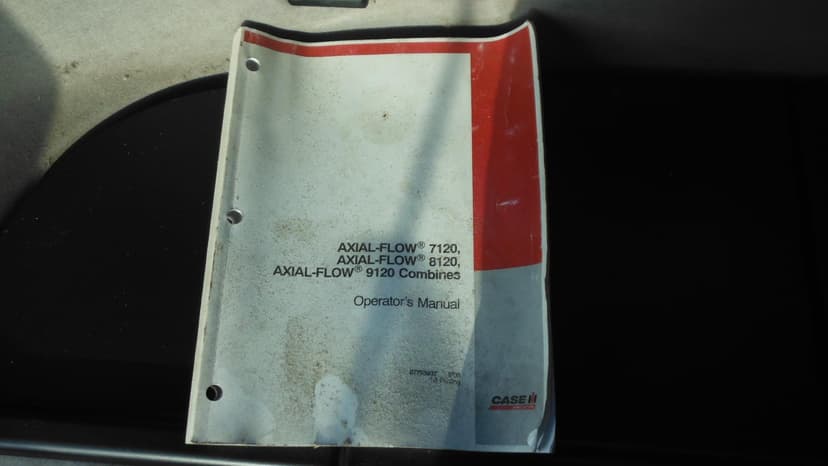 AXIAL-FLOW® 7120,
AXIAL-FLOW® 8120,
AXIAL-FLOW® 9120 Combines
Operator's Manual
CASE IH